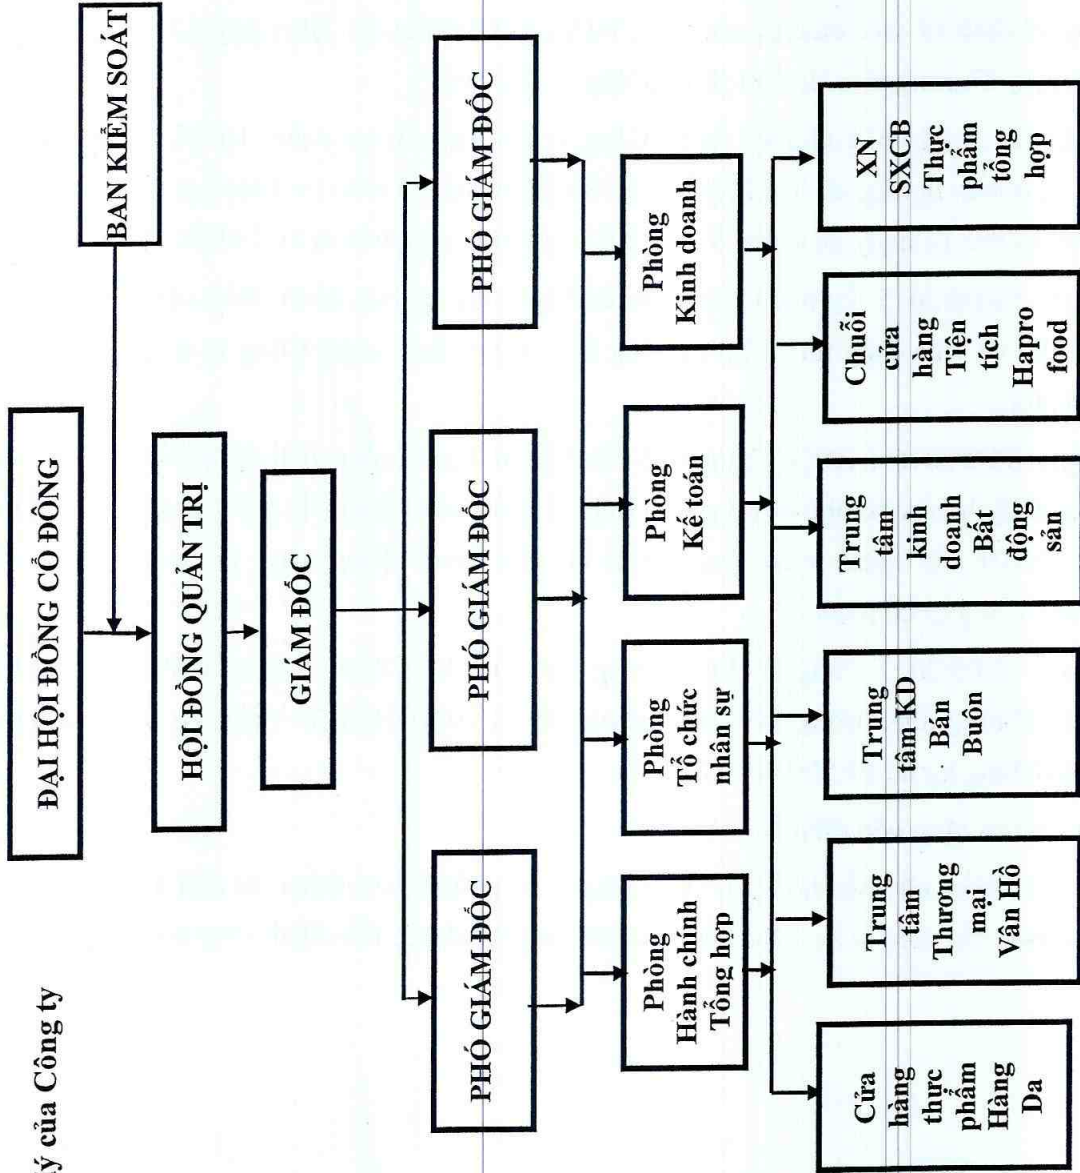 ý của Công ty
ĐẠI HỘI ĐỒNG CỔ ĐÔNG
BAN KIỂM SOÁT
HỘI ĐỒNG QUẢN TRỊ
GIÁM ĐỐC
PHÓ GIÁM ĐỐC
PHÓ GIÁM ĐỐC
PHÓ GIÁM ĐỐC
Phòng
Hành chính
Tổng hợp
Phòng
Tổ chức
nhân sự
Phòng
Kế toán
Phòng
Kinh doanh
Cửa
hàng
thực
phẩm
Hàng
Da
Trung
tâm
Thương
mại
Vân Hồ
Trung
tâm KD
Bán
Buôn
Trung
tâm
kinh
doanh
Bất
động
sản
Chuỗi
cửa
hàng
Tiện
tích
Hapro
food
XN
SXCB
Thực
phẩm
tổng
hợp